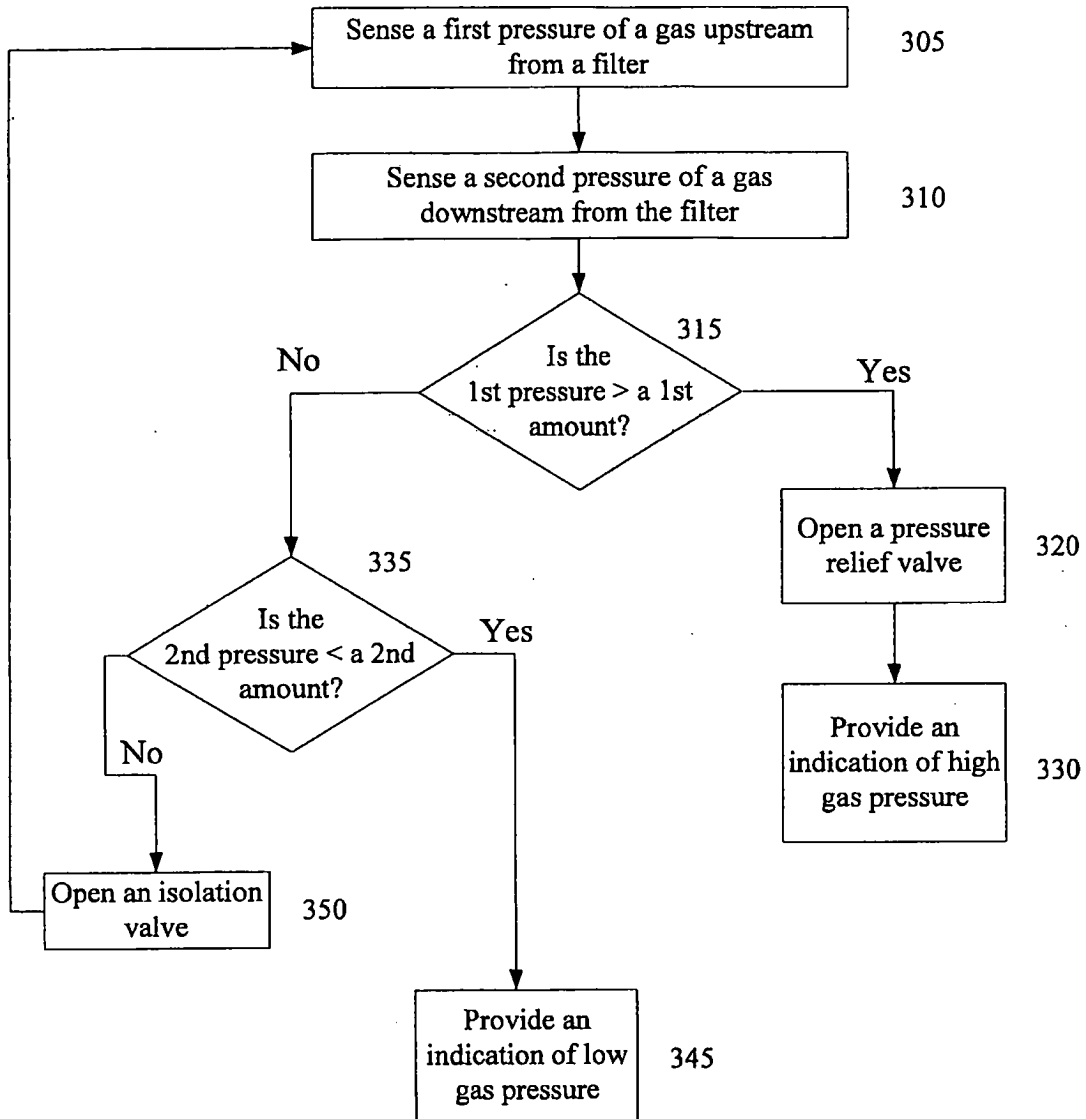 Sense a first pressure of a gas upstream
from a filter
305
Sense a second pressure of a gas
downstream from the filter
310
315
Is the
1st pressure > a 1st
amount?
No
Yes
Open a pressure
relief valve
320
335
Is the
2nd pressure < a 2nd
amount?
Yes
No
Provide an
indication of high
gas pressure
330
Open an isolation
valve
350
Provide an
indication of low
gas pressure
345